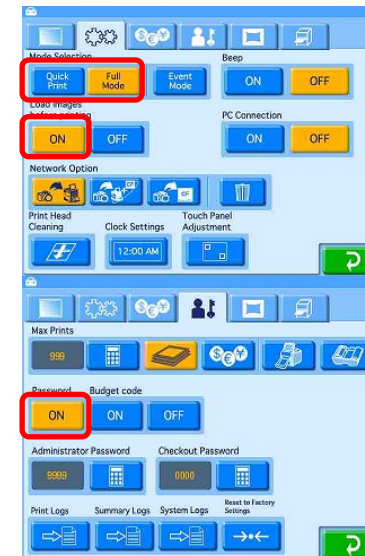 $€¥
Mode Selection
Beep
Quick Print
Full Mode
Event Mode
ON
OFF
Load Images before printing
PC Connection
ON
OFF
ON
OFF
Network Option
CF
CF
Print Head Cleaning
Clock Settings
Touch Panel Adjustment
12:00 AM
$€¥
Max Prints
999
$€¥
Password
Budget code
ON
ON
OFF
Administrator Password
Checkout Password
9999
0000
Print Logs
Summary Logs
System Logs
Reset to Factory Settings